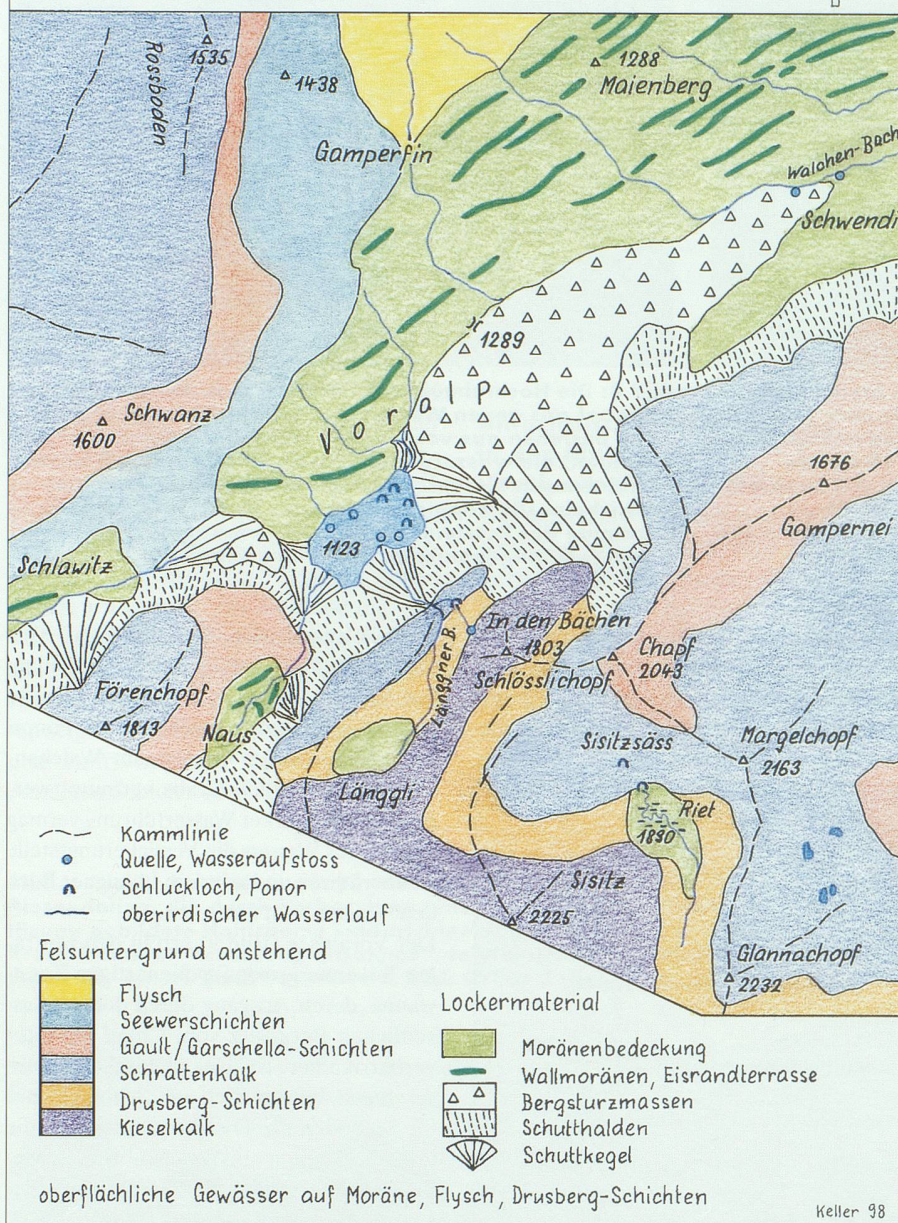 Rossboden
1535
1438
1288
Maienberg
Gamperfin
Walchen-Bach
Schwendi
1289
Voralp
Schwanz
1600
1676
Gampernei
1123
Schlawitz
In den Bächen
1803
Schlösslichopf
Chapf
2043
Länggner B.
Förenchopf
1813
Naus
Länggli
Sisitzsäss
Margelchopf
2163
Riet
1890
Sisitz
2225
Glannachopf
2232
Kammlinie
Quelle, Wasseraufstoss
Schluckloch, Ponor
oberirdischer Wasserlauf
Felsuntergrund anstehend
Flysch
Seewerschichten
Gault/Garschella-Schichten
Schrattenkalk
Drusberg-Schichten
Kieselkalk
Lockermaterial
Moränenbedeckung
Wallmoränen, Eisrandterrasse
Bergsturzmassen
Schutthalden
Schuttkegel
oberflächliche Gewässer auf Moräne, Flysch, Drusberg-Schichten
Keller 98